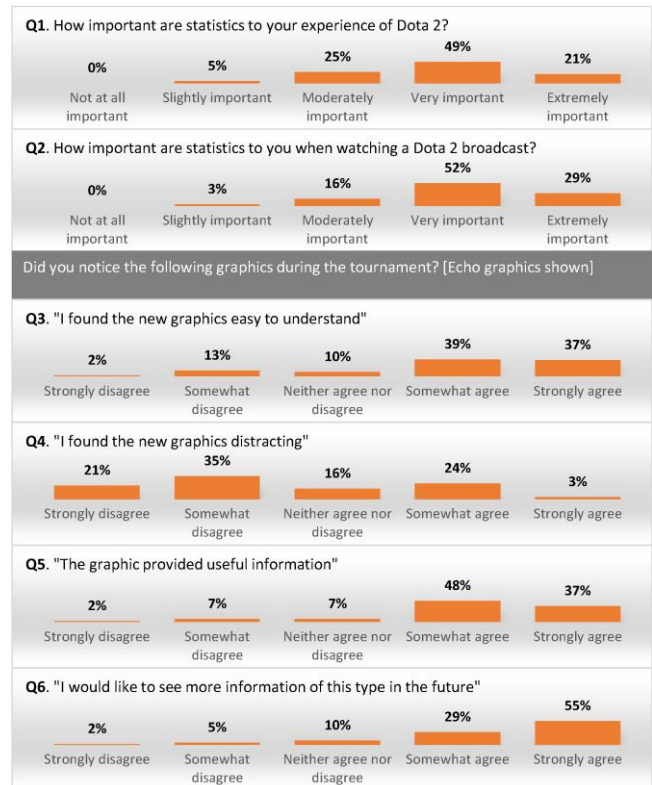 Q1. How important are statistics to your experience of Dota 2?
0% 5% 25% 49% 21%
Not at all Slightly important Moderately Very important Extremely
important important important
Q2. How important are statistics to you when watching a Dota 2 broadcast?
0% 3% 16% 52% 29%
Not at all Slightly important Moderately Very important Extremely
important important important
Did you notice the following graphics during the tournament? [Echo graphics shown]
Q3. "I found the new graphics easy to understand"
2% 13% 10% 39% 37%
Strongly disagree Somewhat Neither agree nor Somewhat agree Strongly agree
disagree disagree
Q4. "I found the new graphics distracting"
21% 35% 16% 24% 3%
Strongly disagree Somewhat Neither agree nor Somewhat agree Strongly agree
disagree disagree
Q5. "The graphic provided useful information"
2% 7% 7% 48% 37%
Strongly disagree Somewhat Neither agree nor Somewhat agree Strongly agree
disagree disagree
Q6. "I would like to see more information of this type in the future"
2% 5% 10% 29% 55%
Strongly disagree Somewhat Neither agree nor Somewhat agree Strongly agree
disagree disagree